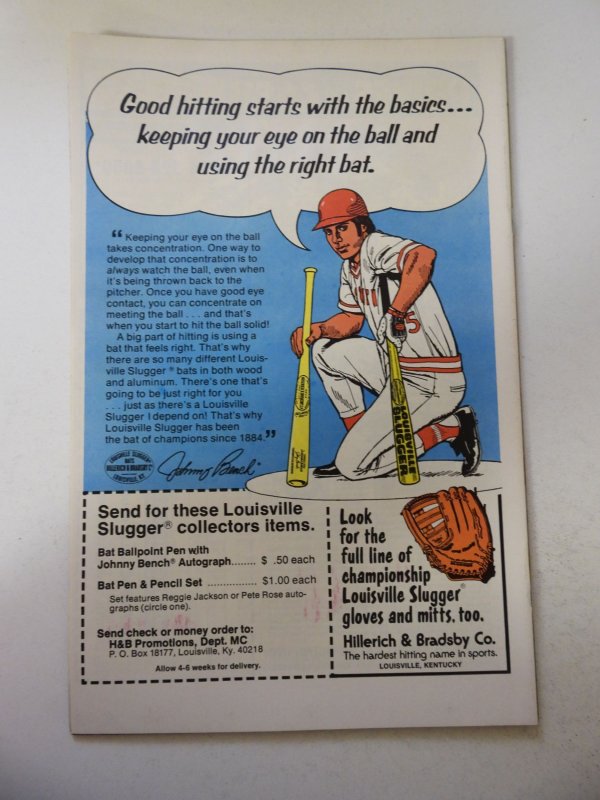 Good hitting starts with the basics...
keeping your eye on the ball and
using the right bat.
“ Keeping your eye on the ball
takes concentration. One way to
develop that concentration is to
always watch the ball, even when
it's being thrown back to the
pitcher. Once you have good eye
contact, you can concentrate on
meeting the ball . . . and that's
when you start to hit the ball solid!
A big part of hitting is using a
bat that feels right. That's why
there are so many different Louis-
ville Slugger ® bats in both wood
and aluminum. There's one that's
going to be just right for you
. . . just as there's a Louisville
Slugger I depend on! That's why
Louisville Slugger has been
the bat of champions since 1884.”
LOUISVILLE SLUGGER
BATS
HILLERICH & BRADSBY Cº
LOUISVILLE, KY.
Johnny Bench
5
LOUISVILLE
SLUGGER
Send for these Louisville
Slugger® collectors items.
Bat Ballpoint Pen with
Johnny Bench® Autograph........ $ .50 each
Bat Pen & Pencil Set ................ $1.00 each
Set features Reggie Jackson or Pete Rose auto-
graphs (circle one).
Send check or money order to:
H&B Promotions, Dept. MC
P. O. Box 18177, Louisville, Ky. 40218
Allow 4-6 weeks for delivery.
Look
for the
full line of
championship
Louisville Slugger®
gloves and mitts, too.
Hillerich & Bradsby Co.
The hardest hitting name in sports.
LOUISVILLE, KENTUCKY